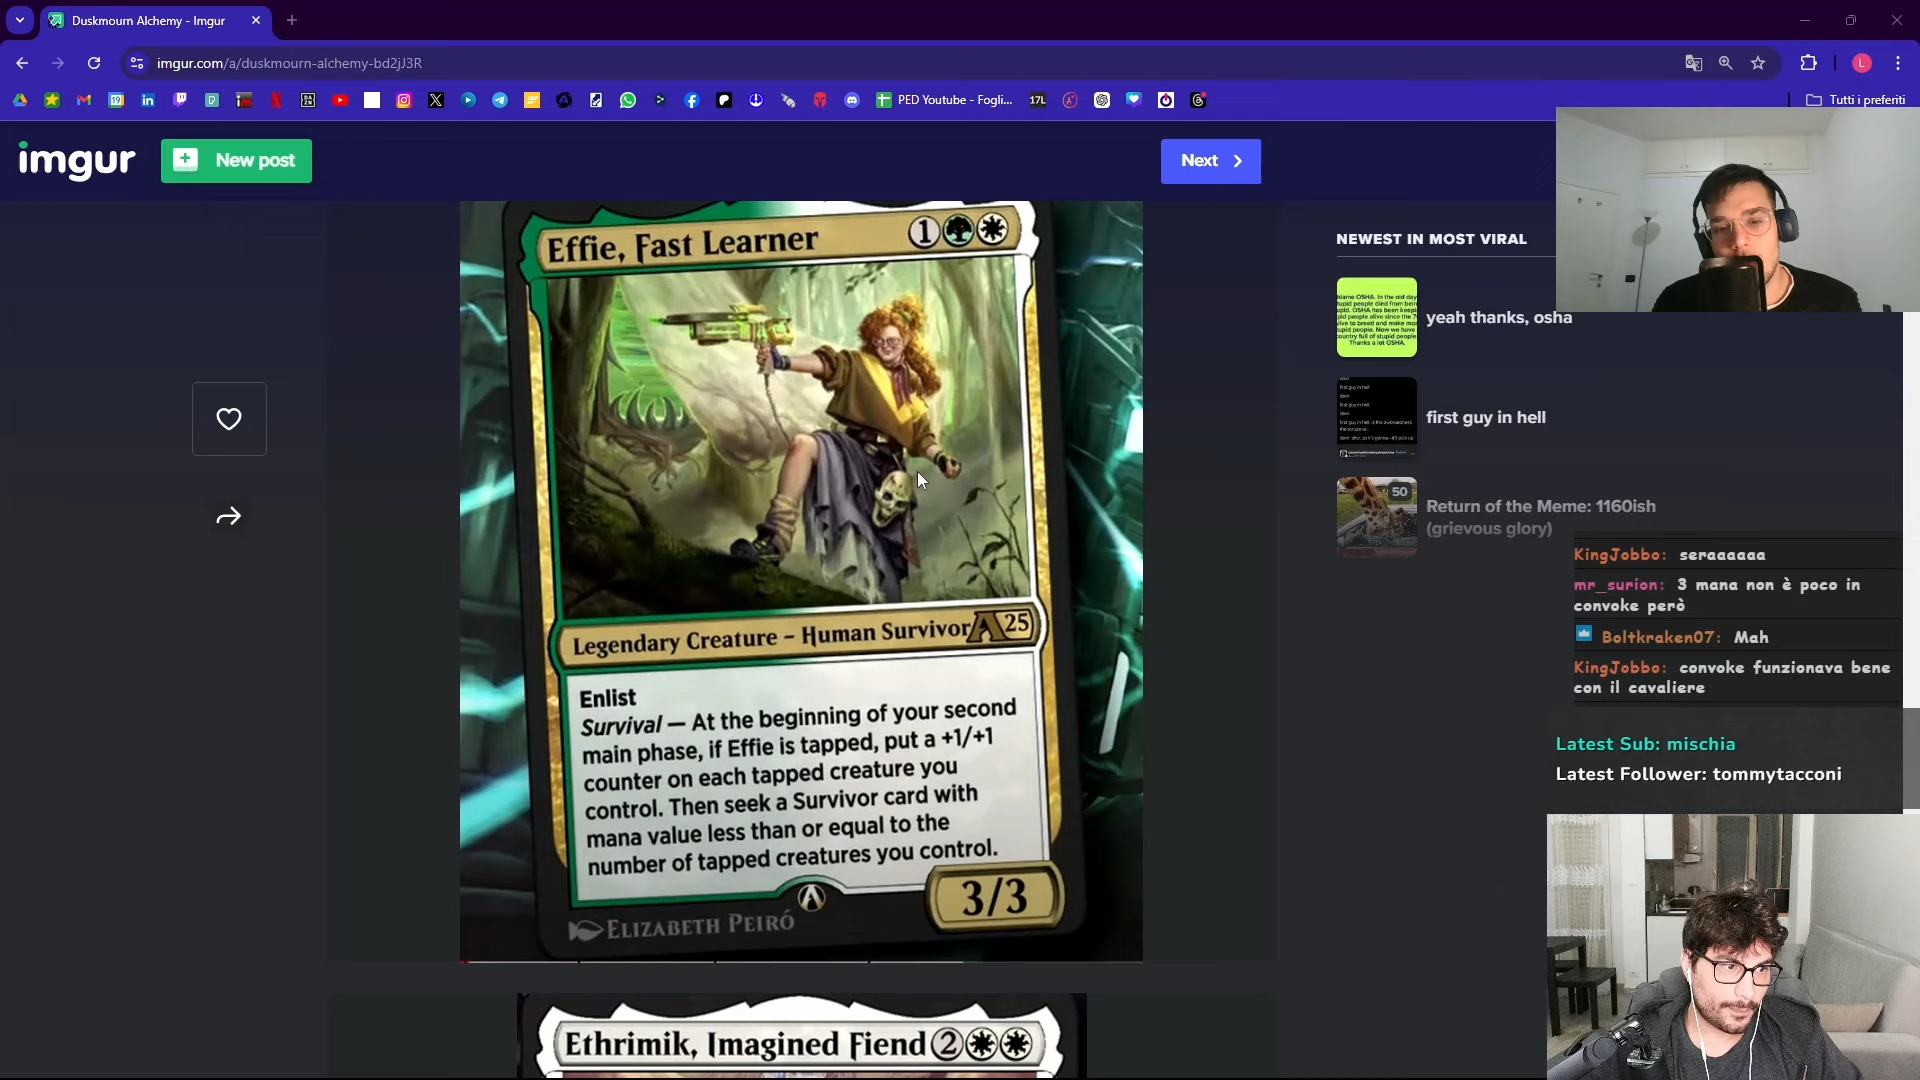 Duskmourn Alchemy - Imgur
imgur.com/a/duskmourn-alchemy-bd2jJ3R
L
19
PED Youtube - Fogli...
17L
Tutti i preferiti
imgur
New post
Next
Effie, Fast Learner 1
Legendary Creature – Human Survivor A25
Enlist
Survival — At the beginning of your second
main phase, if Effie is tapped, put a +1/+1
counter on each tapped creature you
control. Then seek a Survivor card with
mana value less than or equal to the
number of tapped creatures you control.
3/3
ELIZABETH PEIRÓ
Ethrimik, Imagined Fiend 2
NEWEST IN MOST VIRAL
yeah thanks, osha
first guy in hell
50
Return of the Meme: 1160ish
(grievous glory)
KingJobbo: seraaaaaa
mr_surion: 3 mana non è poco in
convoke però
Boltkraken07: Mah
KingJobbo: convoke funzionava bene
con il cavaliere
Latest Sub: mischia
Latest Follower: tommytacconi